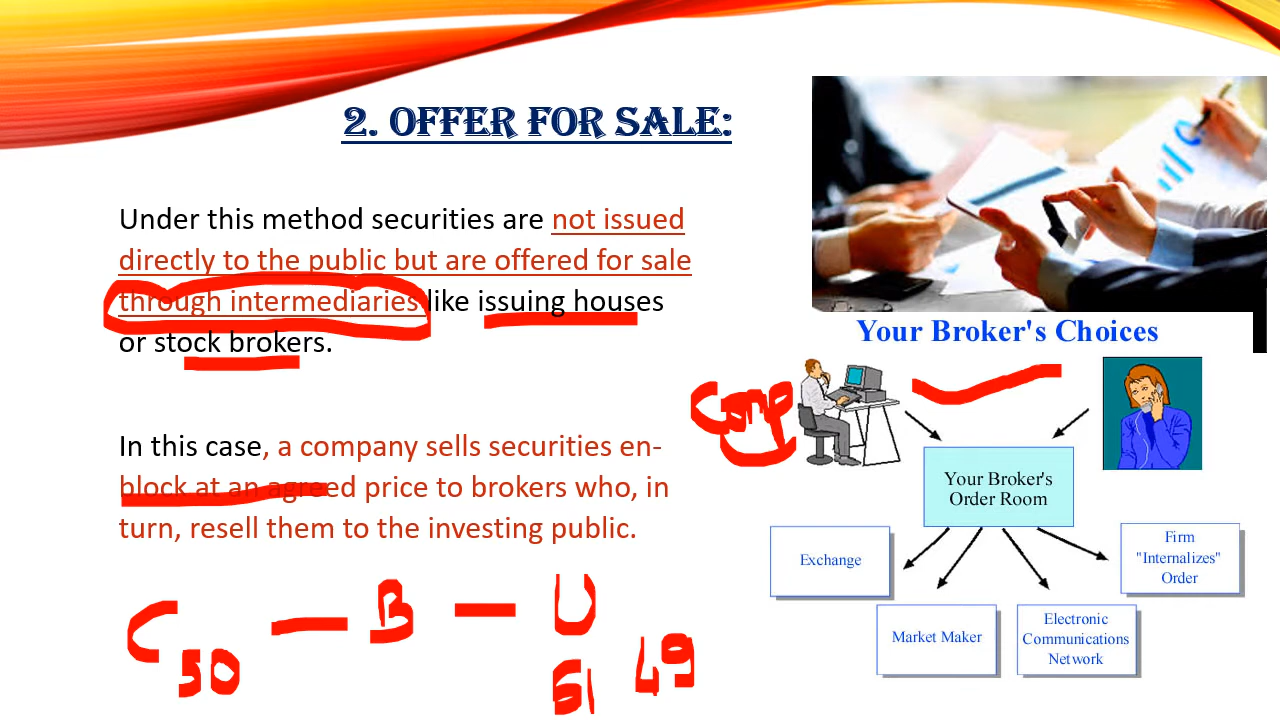 2. OFFER FOR SALE:
Under this method securities are not issued
directly to the public but are offered for sale
through intermediaries like issuing houses
or stock brokers.
In this case, a company sells securities en-
block at an agreed price to brokers who, in
turn, resell them to the investing public.
C — B — U
50 51 49
Your Broker's Choices
Comp
Your Broker's
Order Room
Exchange
Firm
"Internalizes"
Order
Market Maker
Electronic
Communications
Network